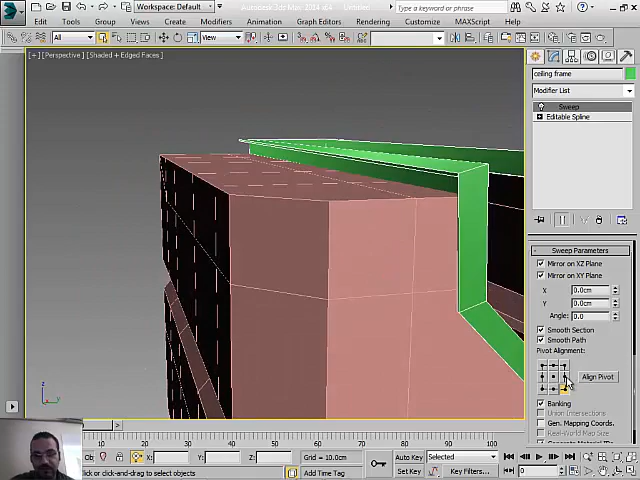 Workspace: Default
Autodesk 3ds Max 2014 x64 Untitled
Type a keyword or phrase
Edit Tools Group Views Create Modifiers Animation Graph Editors Rendering Customize MAXScript Help
All View
[+] [Perspective] [Shaded + Edged Faces]
ceiling frame
Modifier List
Sweep
Editable Spline
Sweep Parameters
Mirror on XZ Plane
Mirror on XY Plane
X 0.0cm
Y 0.0cm
Angle: 0.0
Smooth Section
Smooth Path
Pivot Alignment:
Align Pivot
Banking
Union Intersections
Gen. Mapping Coords.
Real-World Map Size
z
x
50 60 70 80 90 100
X: Y: Z: Grid = 10.0cm Auto Key Selected
click or click-and-drag to select objects Add Time Tag Set Key Key Filters... 0